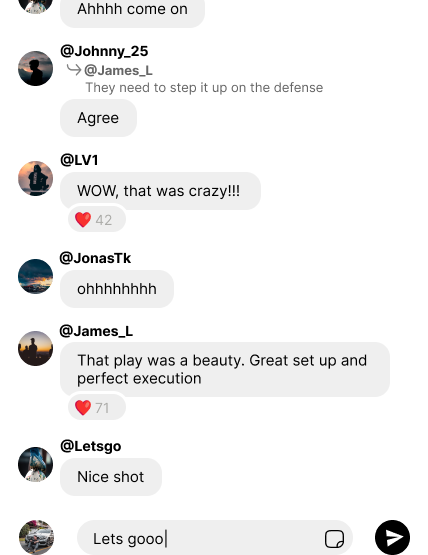 Ahhhh come on
@Johnny_25
@James_L
They need to step it up on the defense
Agree
@LV1
WOW, that was crazy!!!
❤️ 42
@JonasTk
ohhhhhhhh
@James_L
That play was a beauty. Great set up and
perfect execution
❤️ 71
@Letsgo
Nice shot
Lets gooo